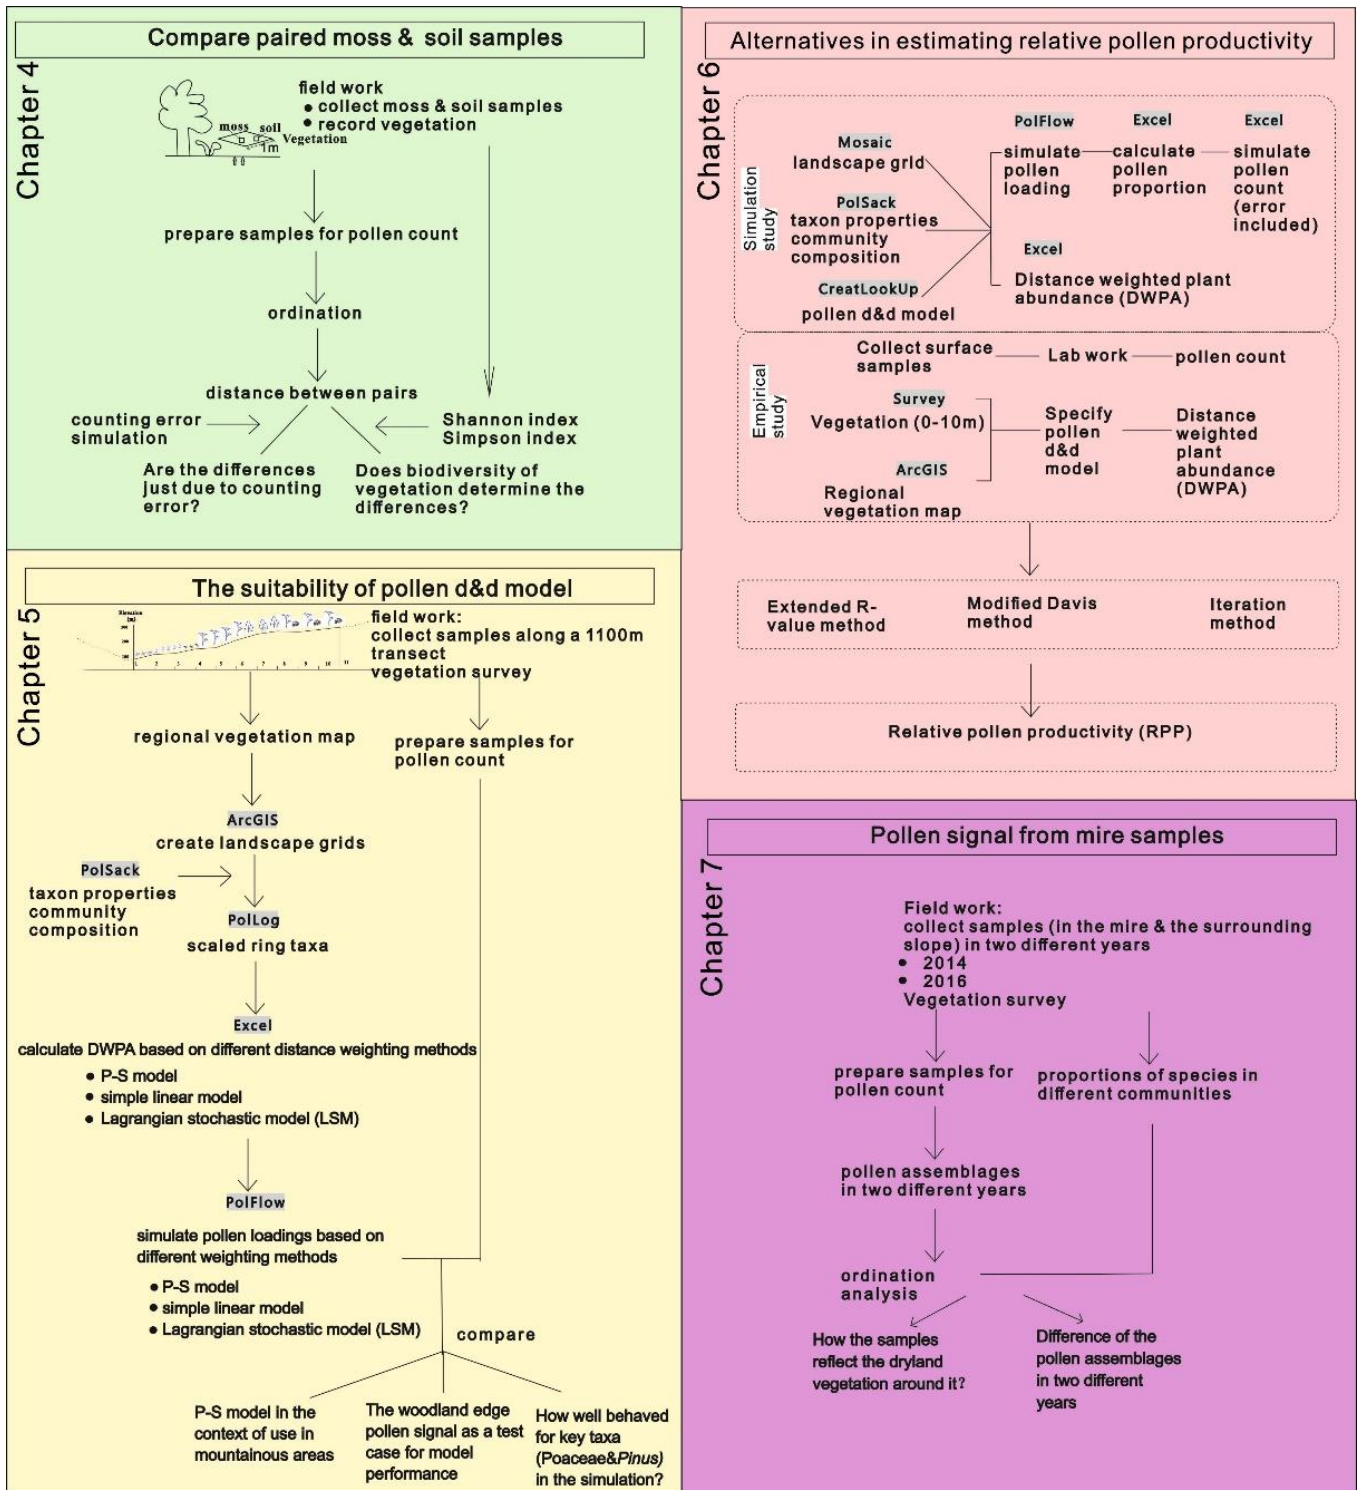 Chapter 4
Compare paired moss & soil samples
field work
• collect moss & soil samples
• record vegetation
moss soil
Vegetation
1m
prepare samples for pollen count
ordination
distance between pairs
counting error
simulation
Shannon index
Simpson index
Are the differences
just due to counting
error?
Does biodiversity of
vegetation determine the
differences?
Chapter 5
The suitability of pollen d&d model
Elevation
(m)
1 2 3 4 5 6 7 8 9 10 11
field work:
collect samples along a 1100m
transect
vegetation survey
regional vegetation map
prepare samples for
pollen count
ArcGIS
create landscape grids
PolSack
taxon properties
community
composition
PolLog
scaled ring taxa
Excel
calculate DWPA based on different distance weighting methods
• P-S model
• simple linear model
• Lagrangian stochastic model (LSM)
PolFlow
simulate pollen loadings based on
different weighting methods
• P-S model
• simple linear model
• Lagrangian stochastic model (LSM)
compare
P-S model in the
context of use in
mountainous areas
The woodland edge
pollen signal as a test
case for model
performance
How well behaved
for key taxa
(Poaceae&Pinus)
in the simulation?
Chapter 6
Alternatives in estimating relative pollen productivity
Simulation
study
Mosaic
landscape grid
PolSack
taxon properties
community
composition
CreatLookUp
pollen d&d model
PolFlow
simulate
pollen
loading
Excel
calculate
pollen
proportion
Excel
simulate
pollen
count
(error
included)
Excel
Distance weighted plant
abundance (DWPA)
Empirical
study
Collect surface
samples
Lab work
pollen count
Survey
Vegetation (0-10m)
ArcGIS
Regional
vegetation map
Specify
pollen
d&d
model
Distance
weighted
plant
abundance
(DWPA)
Extended R-
value method
Modified Davis
method
Iteration
method
Relative pollen productivity (RPP)
Chapter 7
Pollen signal from mire samples
Field work:
collect samples (in the mire & the surrounding
slope) in two different years
• 2014
• 2016
Vegetation survey
prepare samples for
pollen count
proportions of species in
different communities
pollen assemblages
in two different years
ordination
analysis
How the samples
reflect the dryland
vegetation around it?
Difference of the
pollen assemblages
in two different
years